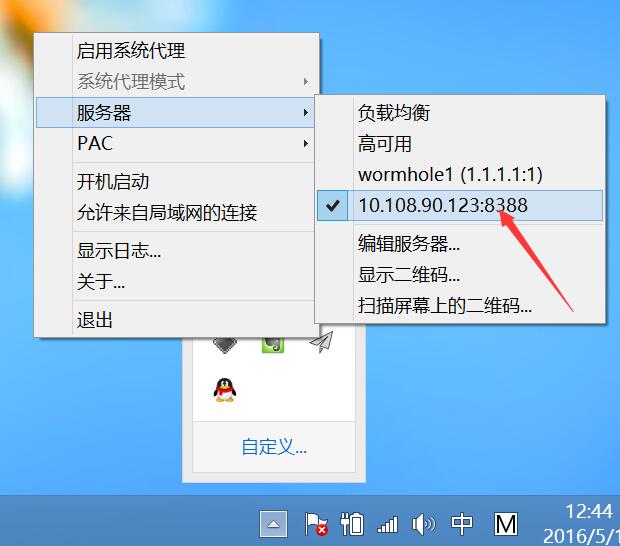 启用系统代理
系统代理模式
服务器
PAC
开机启动
允许来自局域网的连接
显示日志...
关于...
退出
负载均衡
高可用
wormhole1 (1.1.1.1:1)
10.108.90.123:8388
编辑服务器...
显示二维码...
扫描屏幕上的二维码...
自定义...
中
M
12:44
2016/5/1